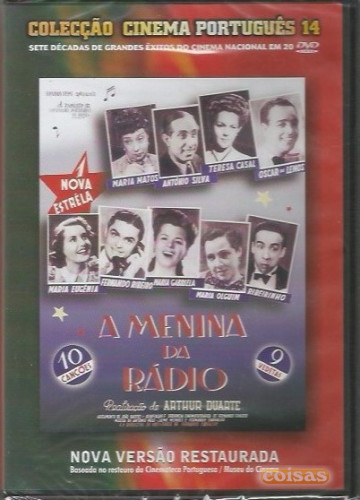 COLECÇÃO CINEMA PORTUGUÊS 14
SETE DÉCADAS DE GRANDES ÊXITOS DO CINEMA NACIONAL EM 20 DVD
MARIA MATOS
ANTÓNIO SILVA
TERESA CASAL
OSCAR DE LEMOS
1
NOVA
ESTRÊLA
MARIA EUGÉNIA
FERNANDO RIBEIRO
MARIA GABRIELA
MARIA OLGUIM
RIBEIRINHO
A MENINA
DA
RÁDIO
10
CANÇÕES
9
VEDETAS
Realização de ARTHUR DUARTE
NOVA VERSÃO RESTAURADA
Baseada no restauro da Cinemateca Portuguesa / Museu do Cinema
coisas